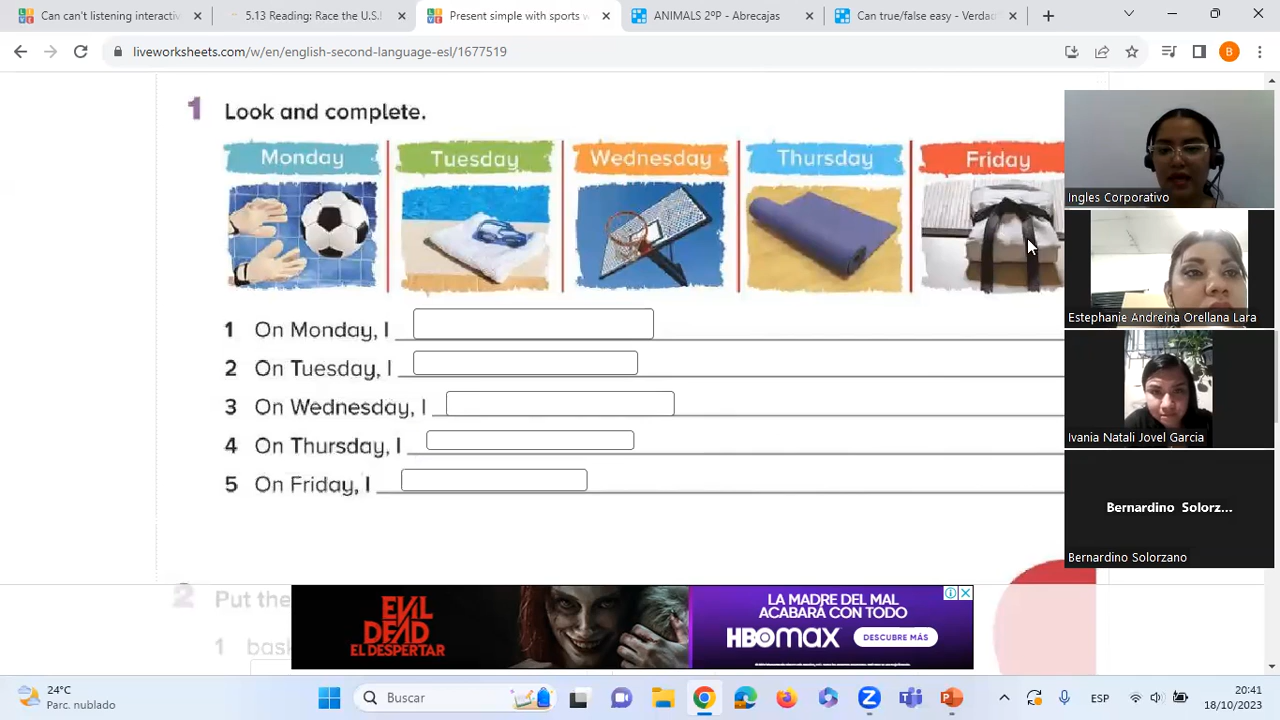 Can can't listening interactiv
5.13 Reading: Race the U.S.I
Present simple with sports w
ANIMALS 2ºP - Abrecajas
Can true/false easy - Verdad
liveworksheets.com/w/en/english-second-language-esl/1677519
B
1 Look and complete.
Monday
Tuesday
Wednesday
Thursday
Friday
1 On Monday, I
2 On Tuesday, I
3 On Wednesday, I
4 On Thursday, I
5 On Friday, I
2 Put the
1 bask
Ingles Corporativo
Estephanie Andreina Orellana Lara
Ivania Natali Jovel Garcia
Bernardino Solorz...
Bernardino Solorzano
EVIL
DEAD
EL DESPERTAR
LA MADRE DEL MAL
ACABARÁ CON TODO
HBOMAX
DESCUBRE MÁS
24°C
Parc. nublado
Buscar
ESP
20:41
18/10/2023